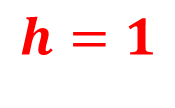 h = 1